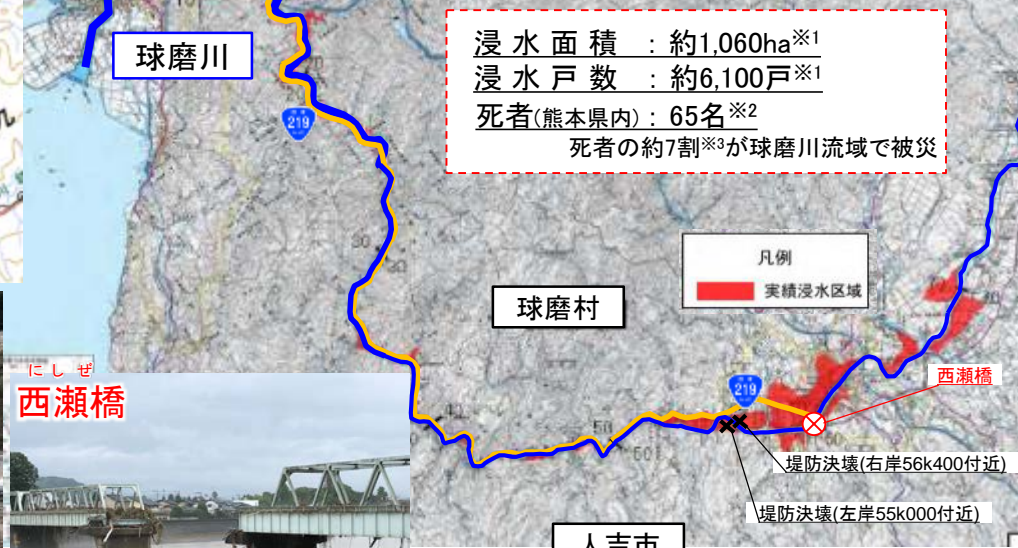 球磨川
浸水面積 : 約1,060ha※1
浸水戸数 : 約6,100戸※1
死者(熊本県内) : 65名※2
死者の約7割※3が球磨川流域で被災
219
凡例
実績浸水区域
球磨村
にしぜ
西瀬橋
219
西瀬橋
堤防決壊(右岸56k400付近)
堤防決壊(左岸55k000付近)
人吉市